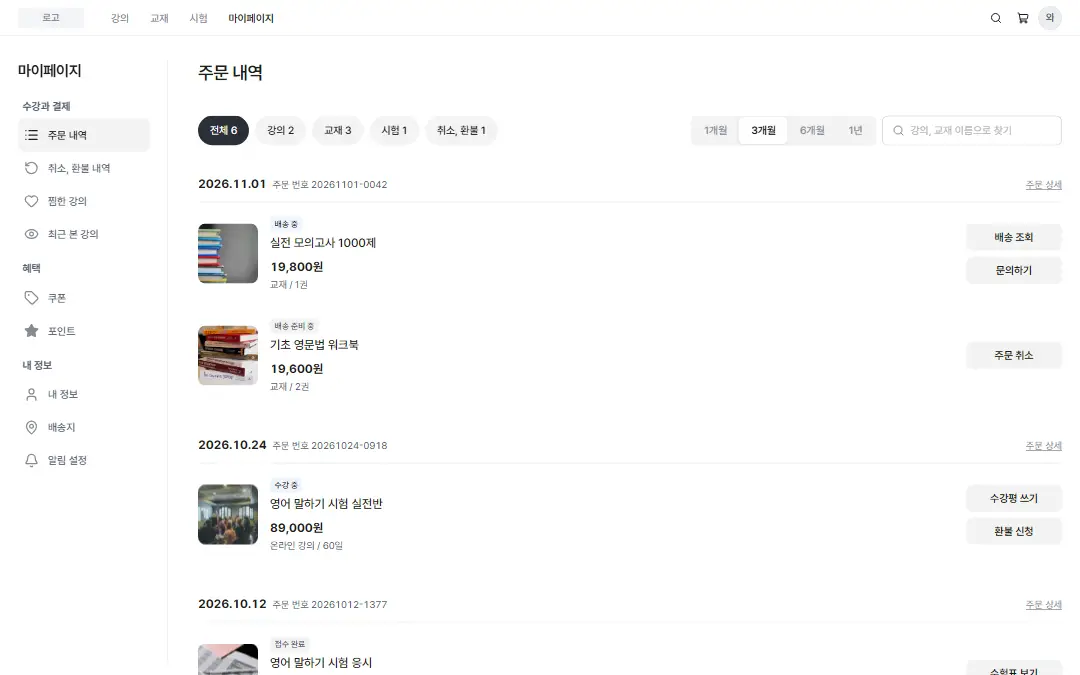 로고
강의
교재
시험
마이페이지
와
마이페이지
수강과 결제
주문 내역
취소, 환불 내역
찜한 강의
최근 본 강의
혜택
쿠폰
포인트
내 정보
내 정보
배송지
알림 설정
주문 내역
전체 6
강의 2
교재 3
시험 1
취소, 환불 1
1개월
3개월
6개월
1년
강의, 교재 이름으로 찾기
2026.11.01 주문 번호 20261101-0042
주문 상세
배송 중
실전 모의고사 1000제
19,800원
교재 / 1권
배송 조회
문의하기
배송 준비 중
기초 영문법 워크북
19,600원
교재 / 2권
주문 취소
2026.10.24 주문 번호 20261024-0918
주문 상세
수강 중
영어 말하기 시험 실전반
89,000원
온라인 강의 / 60일
수강평 쓰기
환불 신청
2026.10.12 주문 번호 20261012-1377
주문 상세
접수 완료
영어 말하기 시험 응시
수험표 보기